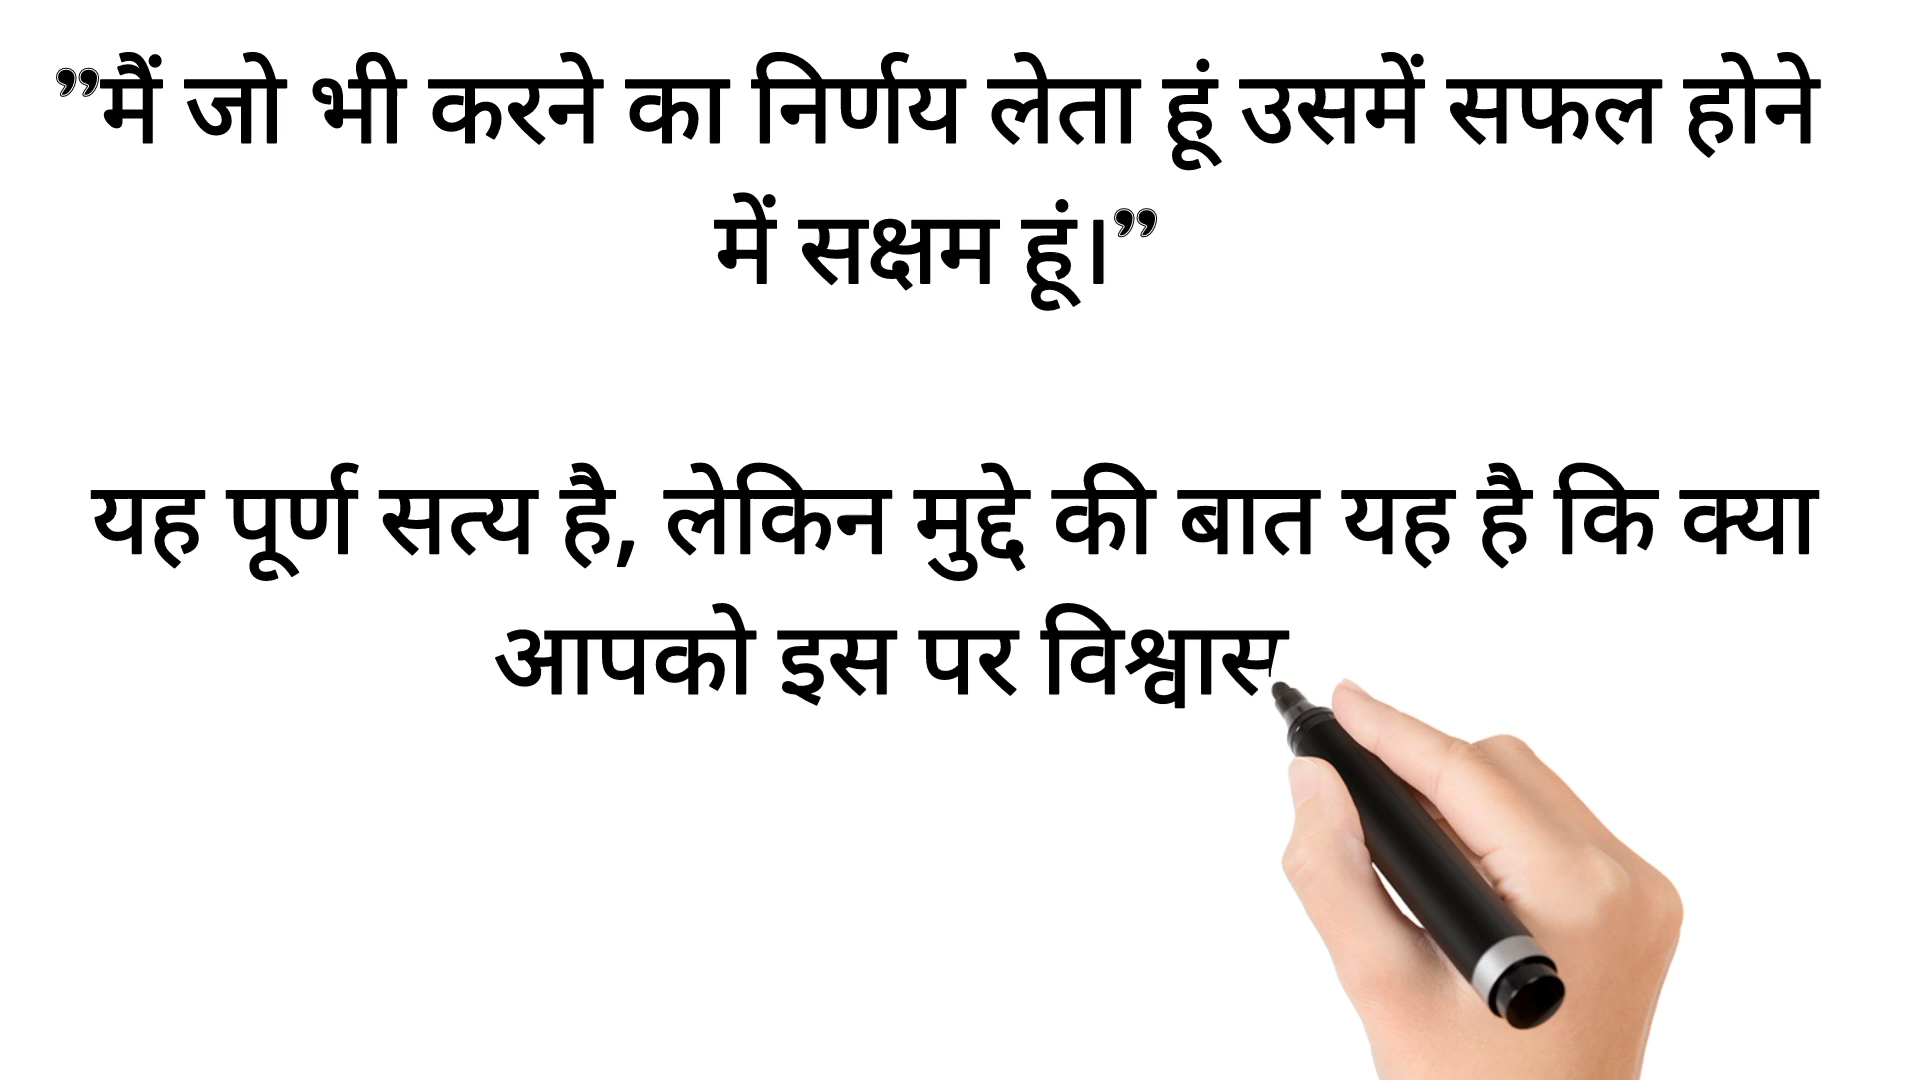 ”मैं जो भी करने का निर्णय लेता हूं उसमें सफल होने
में सक्षम हूं।”
यह पूर्ण सत्य है, लेकिन मुद्दे की बात यह है कि क्या
आपको इस पर विश्वास